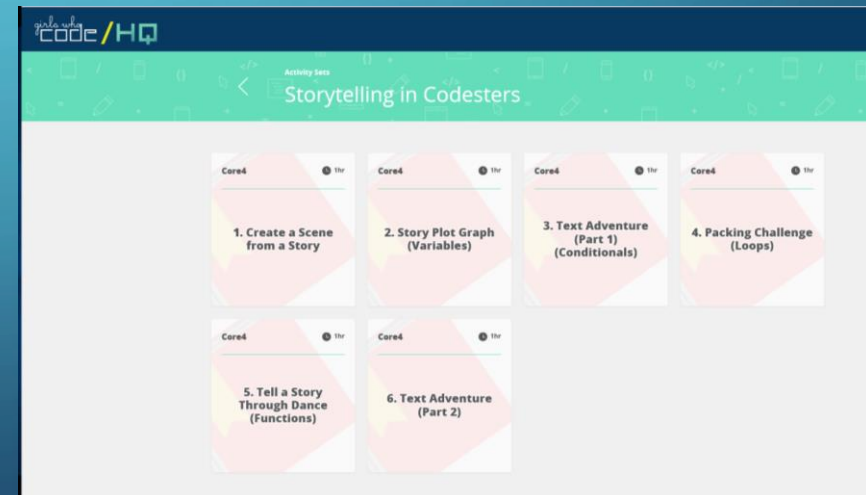 girls who
code/HQ
Activity Sets
Storytelling in Codesters
Core4 1hr
1. Create a Scene
from a Story
Core4 1hr
2. Story Plot Graph
(Variables)
Core4 1hr
3. Text Adventure
(Part 1)
(Conditionals)
Core4 1hr
4. Packing Challenge
(Loops)
Core4 1hr
5. Tell a Story
Through Dance
(Functions)
Core4 1hr
6. Text Adventure
(Part 2)